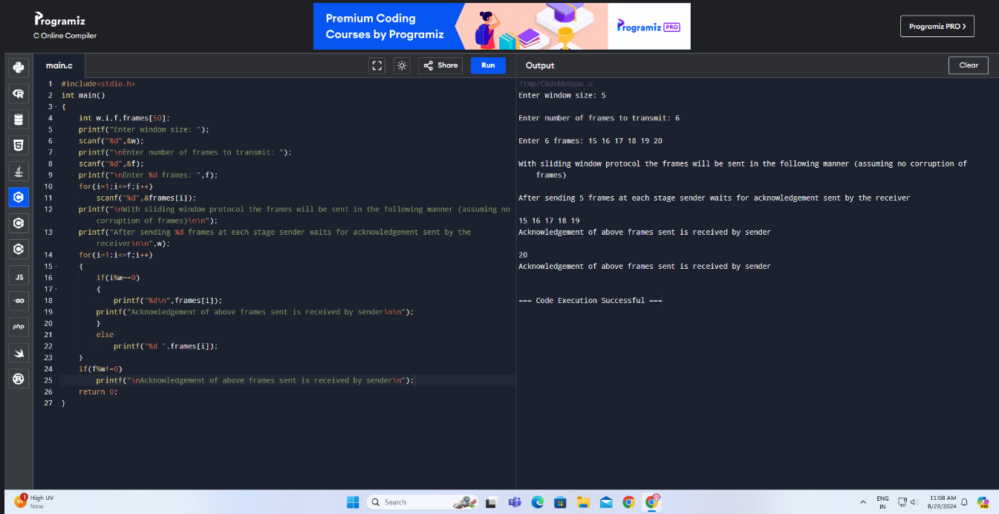 Programiz
C Online Compiler
Premium Coding
Courses by Programiz
Programiz PRO
Programiz PRO >
main.c
Share
Run
Output
Clear
1 #include<stdio.h>
2 int main()
3 {
4 int w,i,f,frames[50];
5 printf("Enter window size: ");
6 scanf("%d",&w);
7 printf("\nEnter number of frames to transmit: ");
8 scanf("%d",&f);
9 printf("\nEnter %d frames: ",f);
10 for(i=1;i<=f;i++)
11 scanf("%d",&frames[i]);
12 printf("\nWith sliding window protocol the frames will be sent in the following manner (assuming no
corruption of frames)\n\n");
13 printf("After sending %d frames at each stage sender waits for acknowledgement sent by the
receiver\n\n",w);
14 for(i=1;i<=f;i++)
15 {
16 if(i%w==0)
17 {
18 printf("%d\n",frames[i]);
19 printf("Acknowledgement of above frames sent is received by sender\n\n");
20 }
21 else
22 printf("%d ",frames[i]);
23 }
24 if(f%w!=0)
25 printf("\nAcknowledgement of above frames sent is received by sender\n");
26 return 0;
27 }
/tmp/C6dvbbKqou.o
Enter window size: 5
Enter number of frames to transmit: 6
Enter 6 frames: 15 16 17 18 19 20
With sliding window protocol the frames will be sent in the following manner (assuming no corruption of
frames)
After sending 5 frames at each stage sender waits for acknowledgement sent by the receiver
15 16 17 18 19
Acknowledgement of above frames sent is received by sender
20
Acknowledgement of above frames sent is received by sender
=== Code Execution Successful ===
JS
GO
php
UV
1
High UV
Now
Search
ENG
IN
11:08 AM
8/29/2024
PRE